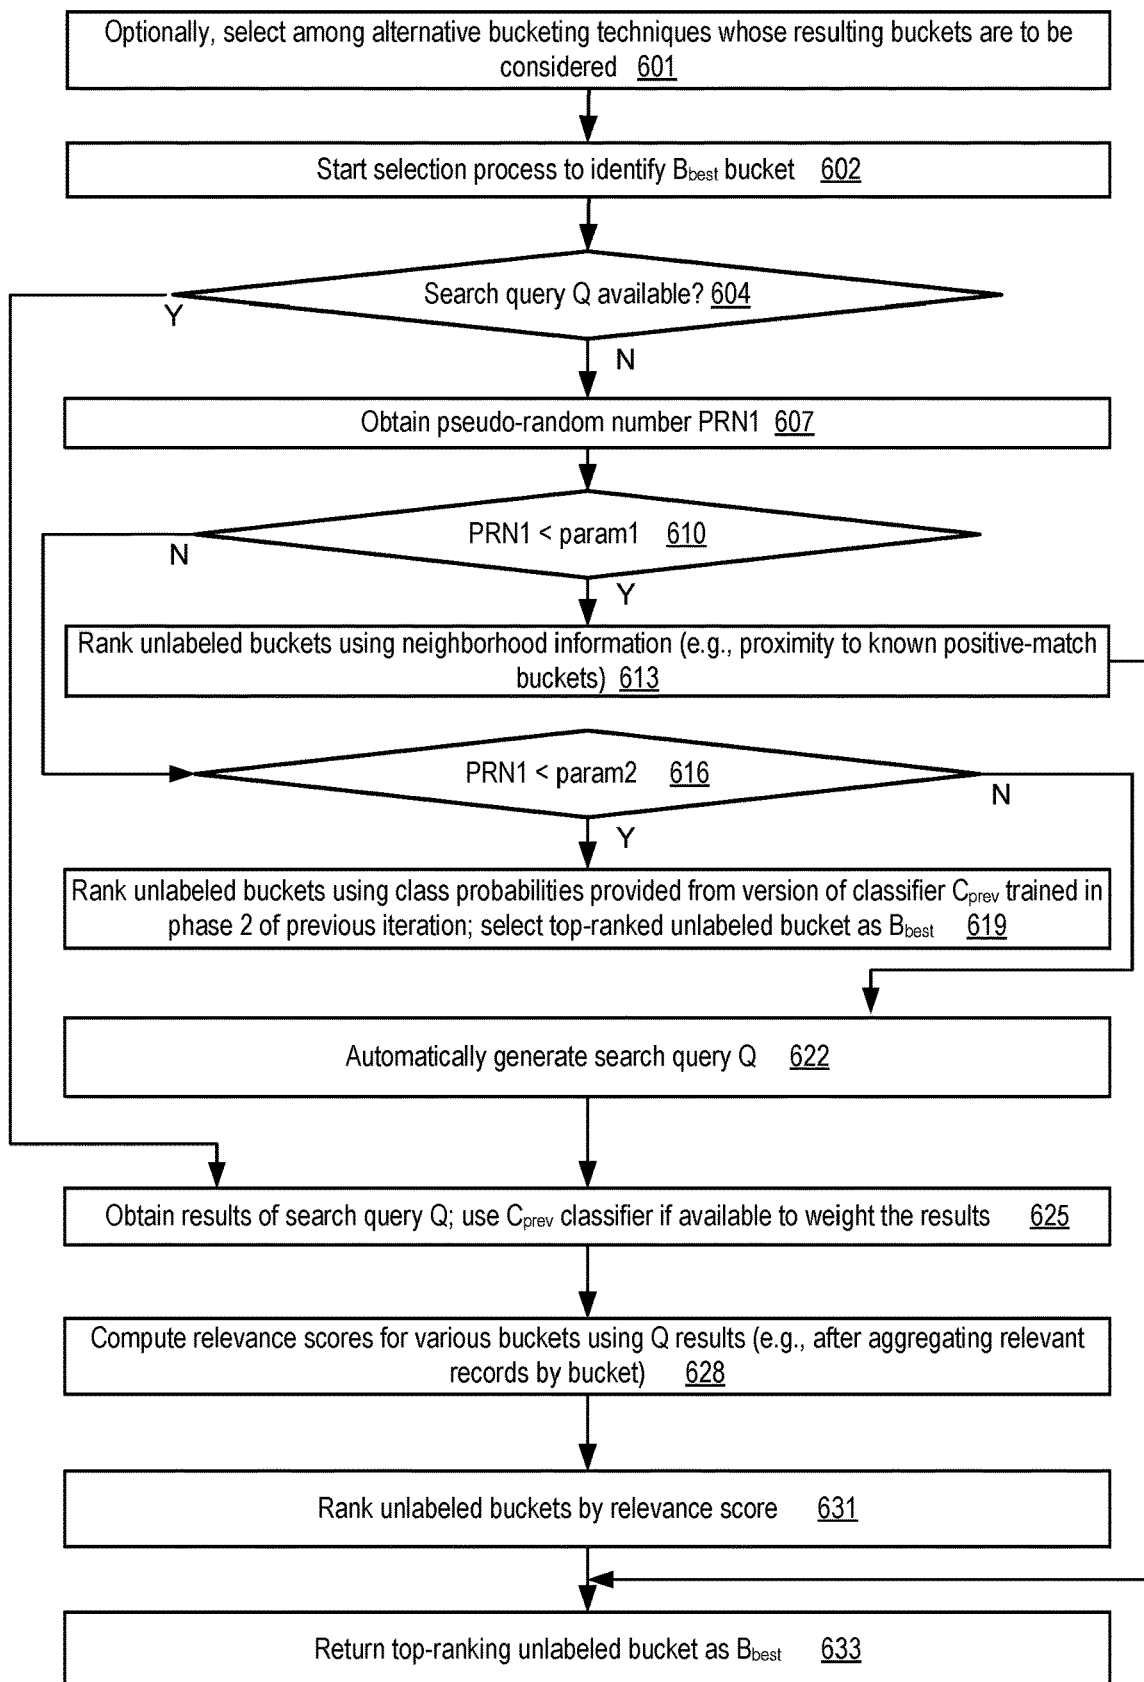 Optionally, select among alternative bucketing techniques whose resulting buckets are to be
considered 601
Start selection process to identify Bbest bucket 602
Search query Q available? 604
Y
N
Obtain pseudo-random number PRN1 607
PRN1 < param1 610
N
Y
Rank unlabeled buckets using neighborhood information (e.g., proximity to known positive-match
buckets) 613
PRN1 < param2 616
N
Y
Rank unlabeled buckets using class probabilities provided from version of classifier Cprev trained in
phase 2 of previous iteration; select top-ranked unlabeled bucket as Bbest 619
Automatically generate search query Q 622
Obtain results of search query Q; use Cprev classifier if available to weight the results 625
Compute relevance scores for various buckets using Q results (e.g., after aggregating relevant
records by bucket) 628
Rank unlabeled buckets by relevance score 631
Return top-ranking unlabeled bucket as Bbest 633